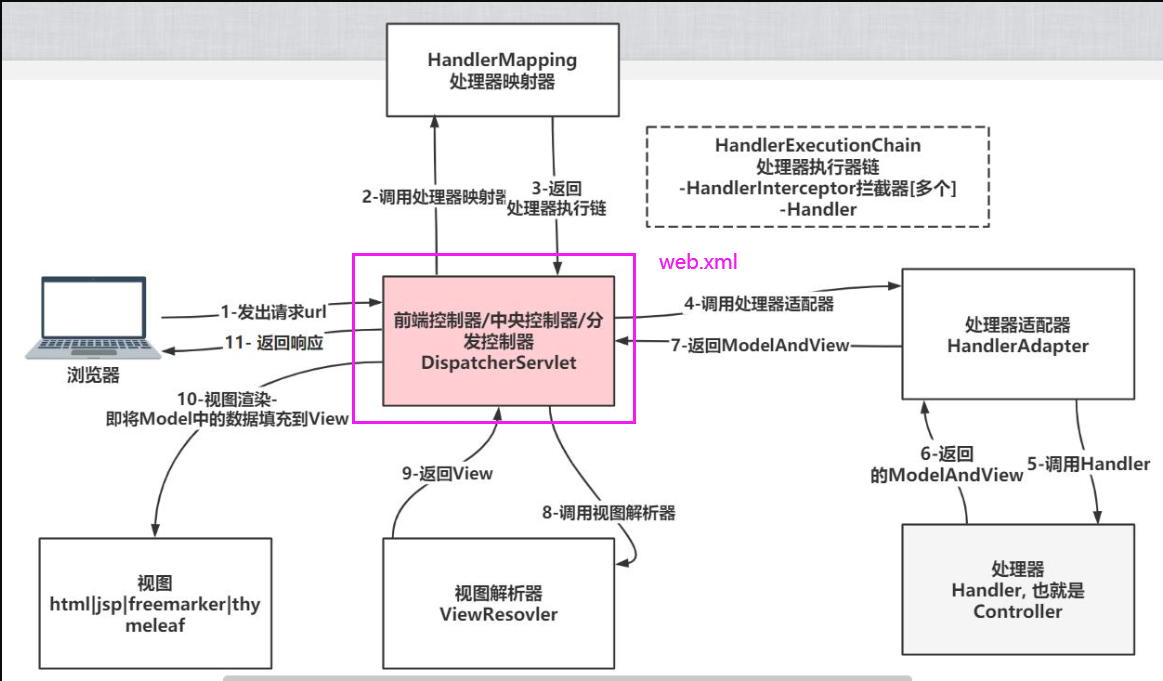 HandlerMapping
处理器映射器
HandlerExecutionChain
处理器执行器链
-HandlerInterceptor拦截器[多个]
-Handler
2-调用处理器映射器
3-返回
处理器执行链
web.xml
1-发出请求url
11- 返回响应
浏览器
前端控制器/中央控制器/分
发控制器
DispatcherServlet
4-调用处理器适配器
7-返回ModelAndView
处理器适配器
HandlerAdapter
10-视图渲染-
即将Model中的数据填充到View
9-返回View
8-调用视图解析器
6-返回
的ModelAndView
5-调用Handler
视图
html|jsp|freemarker|thy
meleaf
视图解析器
ViewResovler
处理器
Handler, 也就是
Controller